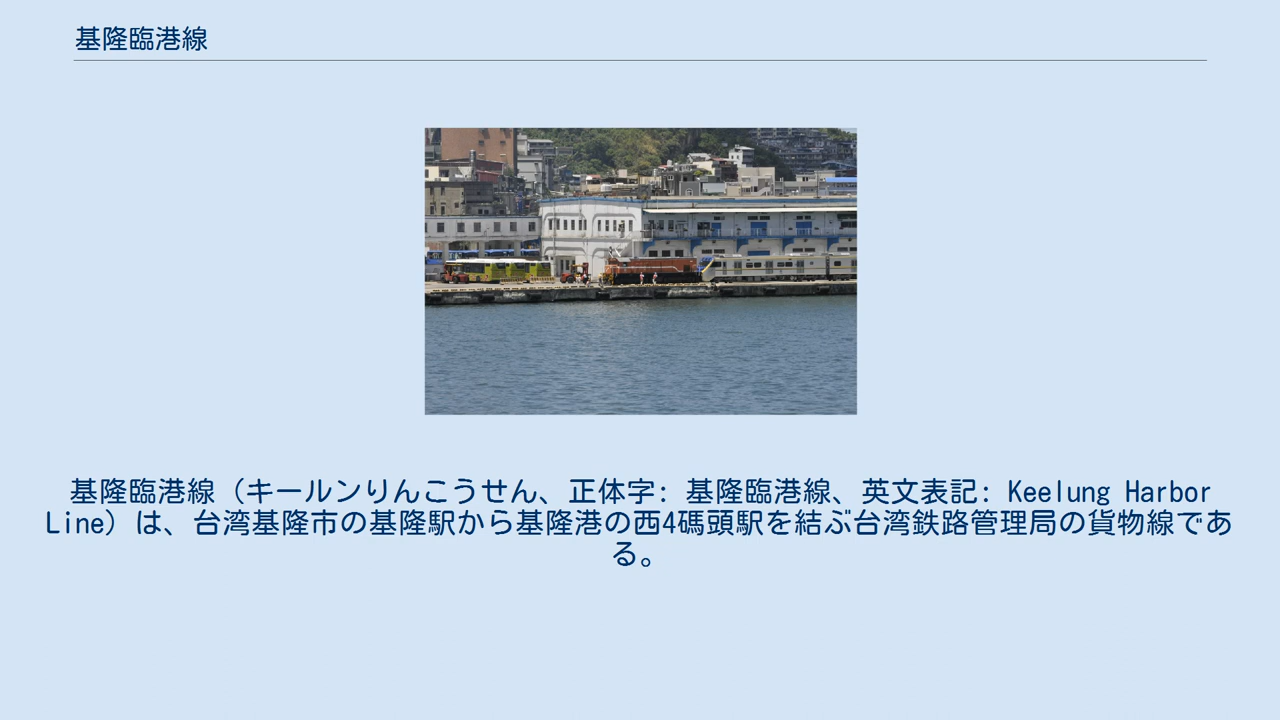 基隆臨港線
基隆臨港線（キールンりんこうせん、正体字: 基隆臨港線、英文表記: Keelung Harbor
Line）は、台湾基隆市の基隆駅から基隆港の西4碼頭駅を結ぶ台湾鉄路管理局の貨物線であ
る。